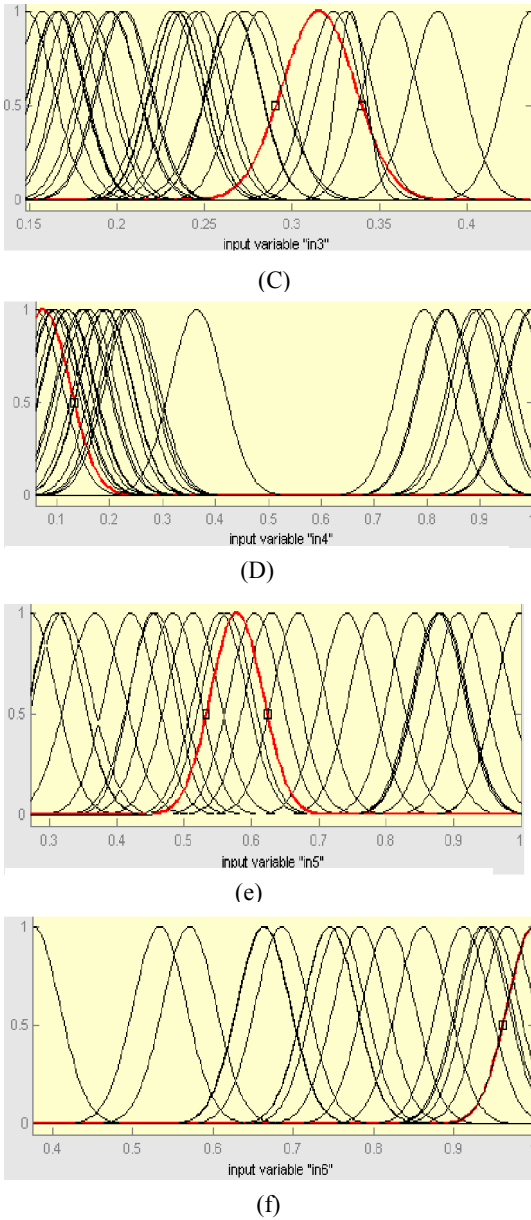 1
0.5
0
0.15 0.2 0.25 0.3 0.35 0.4
input variable "in3"
(C)
1
0.5
0
0.1 0.2 0.3 0.4 0.5 0.6 0.7 0.8 0.9 1
input variable "in4"
(D)
1
0.5
0
0.3 0.4 0.5 0.6 0.7 0.8 0.9 1
input variable "in5"
(e)
1
0.5
0
0.4 0.5 0.6 0.7 0.8 0.9
input variable "in6"
(f)